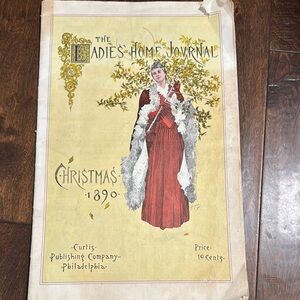 THE
LADIES' HOME JOURNAL
CHRISTMAS
·1890·
·Curtis·
Publishing Company·
Philadelphia·
Price·
10 Cents·